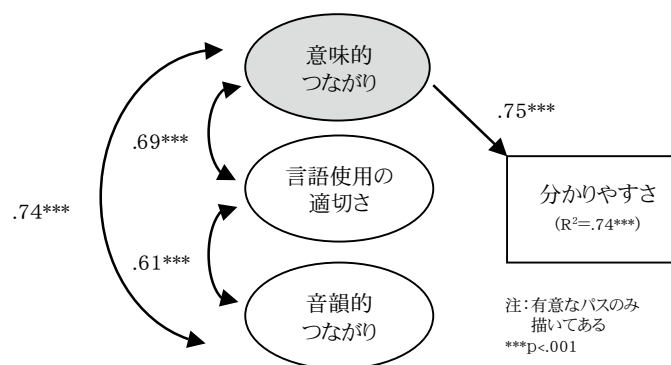 意味的
つながり
.75***
.69***
言語使用の
適切さ
分かりやすさ
(R²=.74***)
.74***
.61***
音韻的
つながり
注:有意なパスのみ
描いてある
***p<.001